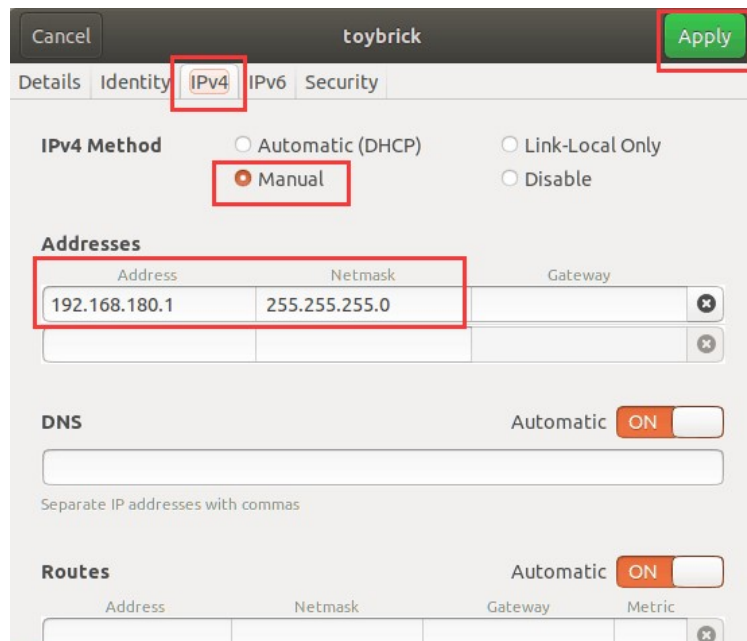 Cancel toybrick Apply
Details Identity IPv4 IPv6 Security
IPv4 Method Automatic (DHCP) Link-Local Only
Manual Disable
Addresses
Address Netmask Gateway
192.168.180.1 255.255.255.0
DNS Automatic ON
Separate IP addresses with commas
Routes Automatic ON
Address Netmask Gateway Metric